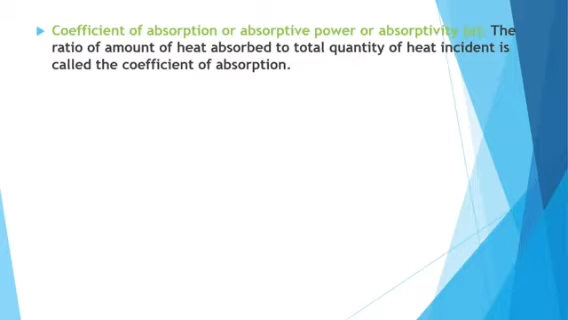 Coefficient of absorption or absorptive power or absorptivity The
ratio of amount of heat absorbed to total quantity of heat incident is
called the coefficient of absorption.